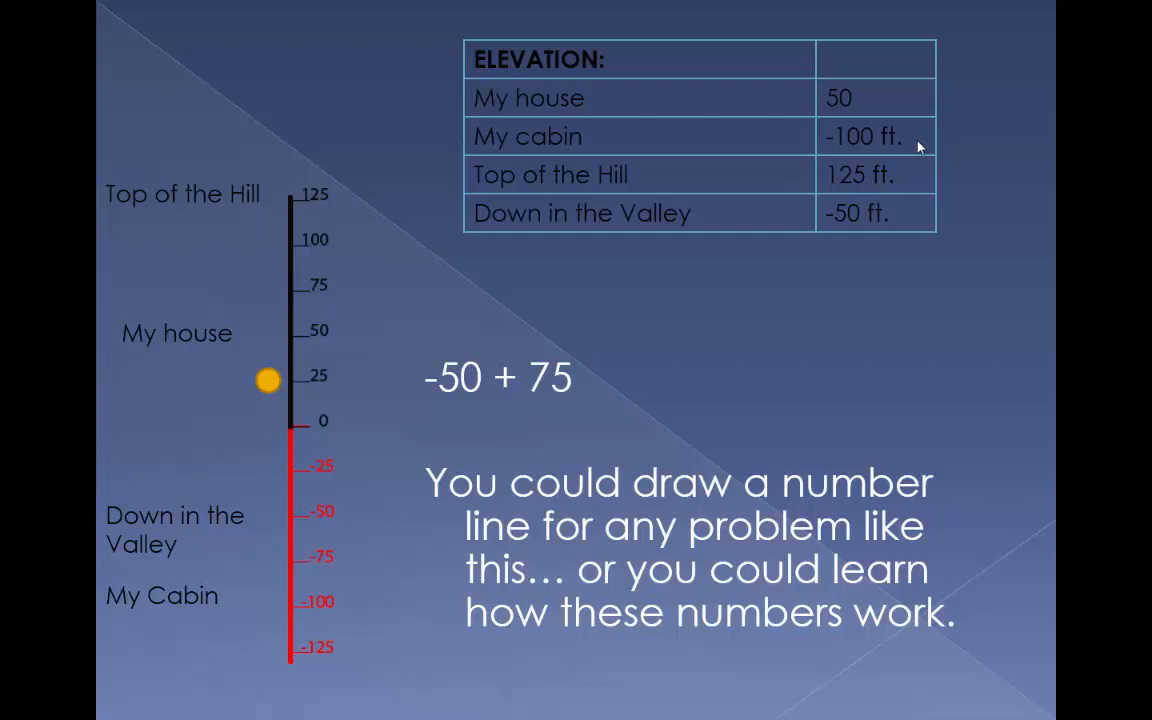 ELEVATION:
My house 50
My cabin -100 ft.
Top of the Hill 125 ft.
Down in the Valley -50 ft.
Top of the Hill
125
100
75
My house
50
25
0
-25
Down in the
Valley
-50
-75
My Cabin
-100
-125
-50 + 75
You could draw a number
line for any problem like
this... or you could learn
how these numbers work.